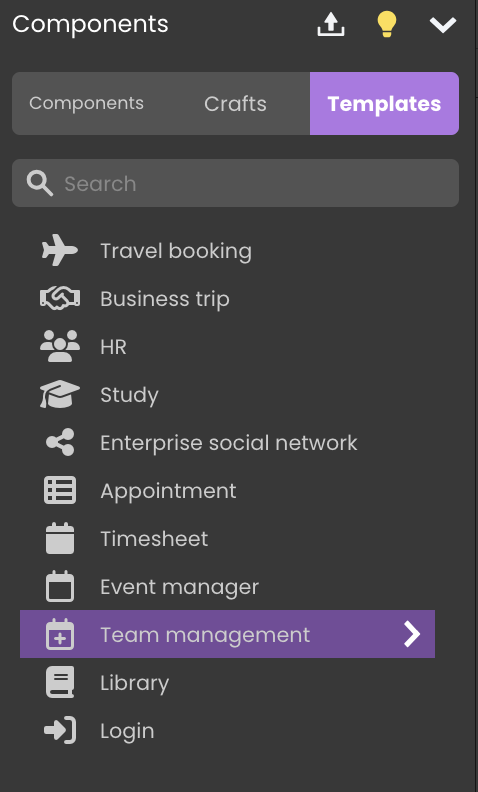 Components
Components Crafts Templates
Search
Travel booking
Business trip
HR
Study
Enterprise social network
Appointment
Timesheet
Event manager
Team management
Library
Login